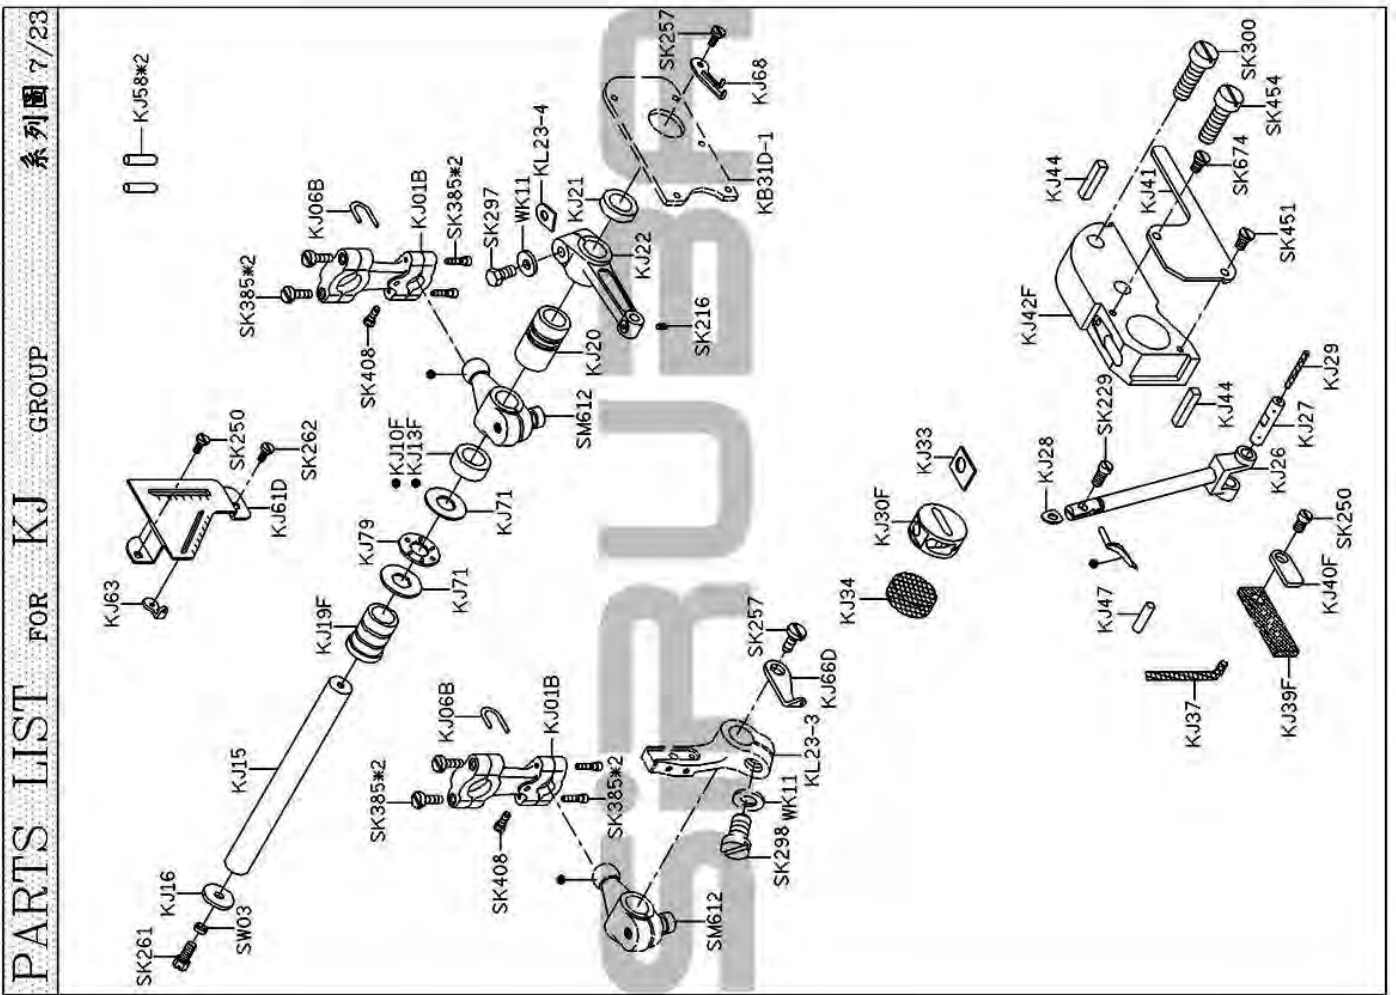 PARTS LIST FOR KJ GROUP 系列圖 7/23
SK261
SW03
KJ16
KJ15
KJ19F
KJ63
KJ71
KJ79
KJ71
KJ61D
SK250
SK262
KJ10F
KJ13F
SM612
SK408
SK385*2
KJ06B
KJ01B
SK385*2
KJ58*2
KJ20
SK297
WK11
KL23-4
KJ22
KJ21
SK216
KB31D-1
SK257
KJ68
SK385*2
KJ06B
KJ01B
SK408
SK385*2
SM612
SK298
WK11
KL23-3
KJ66D
SK257
KJ34
KJ30F
KJ33
KJ37
KJ47
KJ39F
KJ40F
SK250
KJ28
SK229
KJ26
KJ27
KJ29
KJ44
KJ42F
KJ44
KJ41
SK451
SK674
SK454
SK300
SIRUBA